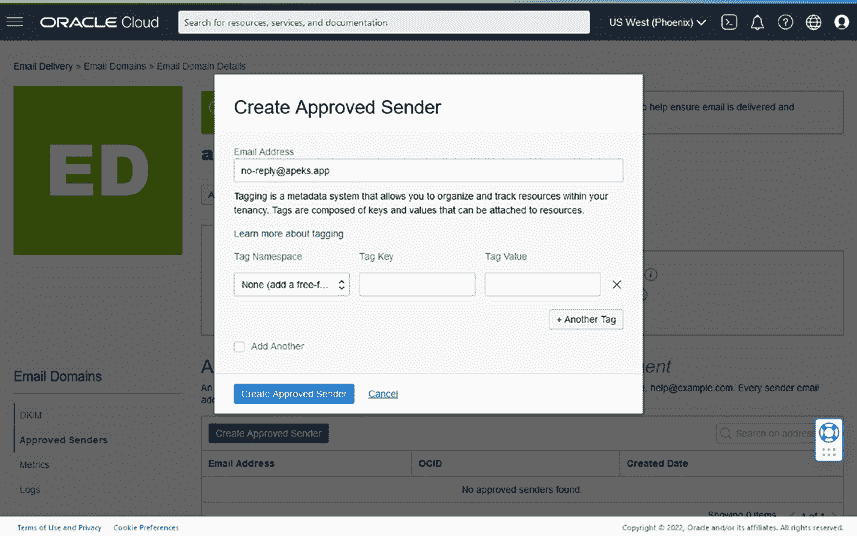 ORACLE Cloud
Search for resources, services, and documentation
US West (Phoenix)
Email Delivery » Email Domains » Email Domain Details
ED
to help ensure email is delivered and
Create Approved Sender
Email Address
no-reply@apeks.app
Tagging is a metadata system that allows you to organize and track resources within your
tenancy. Tags are composed of keys and values that can be attached to resources.
Learn more about tagging
Tag Namespace Tag Key Tag Value
None (add a free-f...
+ Another Tag
Add Another
Create Approved Sender Cancel
Email Domains
DKIM
Approved Senders
Metrics
Logs
help@example.com. Every sender email
Create Approved Sender
Search on address
Email Address OCID Created Date
No approved senders found.
Showing 0 items 1 of 1
Terms of Use and Privacy Cookie Preferences
Copyright © 2022, Oracle and/or its affiliates. All rights reserved.